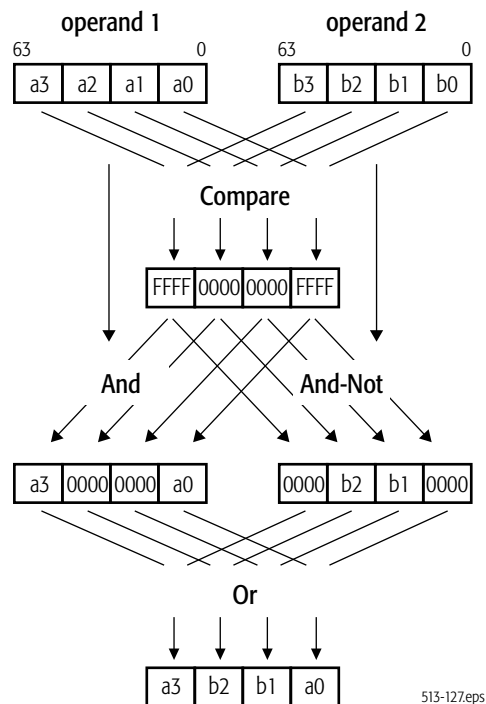 operand 1 operand 2
63 0 63 0
a3 a2 a1 a0 b3 b2 b1 b0
Compare
FFFF 0000 0000 FFFF
And And-Not
a3 0000 0000 a0 0000 b2 b1 0000
Or
a3 b2 b1 a0
513-127.eps